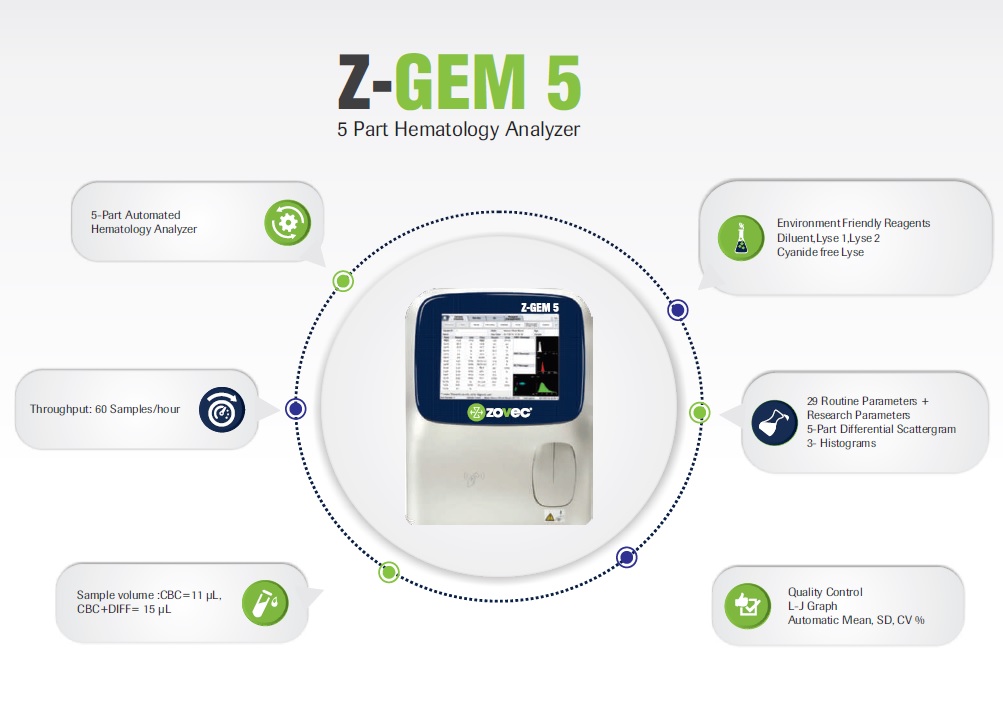 Z-GEM 5
5 Part Hematology Analyzer
5-Part Automated
Hematology Analyzer
Environment Friendly Reagents
Diluent,Lyse 1,Lyse 2
Cyanide free Lyse
Z-GEM 5
zovec
Throughput: 60 Samples/hour
29 Routine Parameters +
Research Parameters
5-Part Differential Scattergram
3- Histograms
Sample volume :CBC=11 µL,
CBC+DIFF= 15 µL
Quality Control
L-J Graph
Automatic Mean, SD, CV %